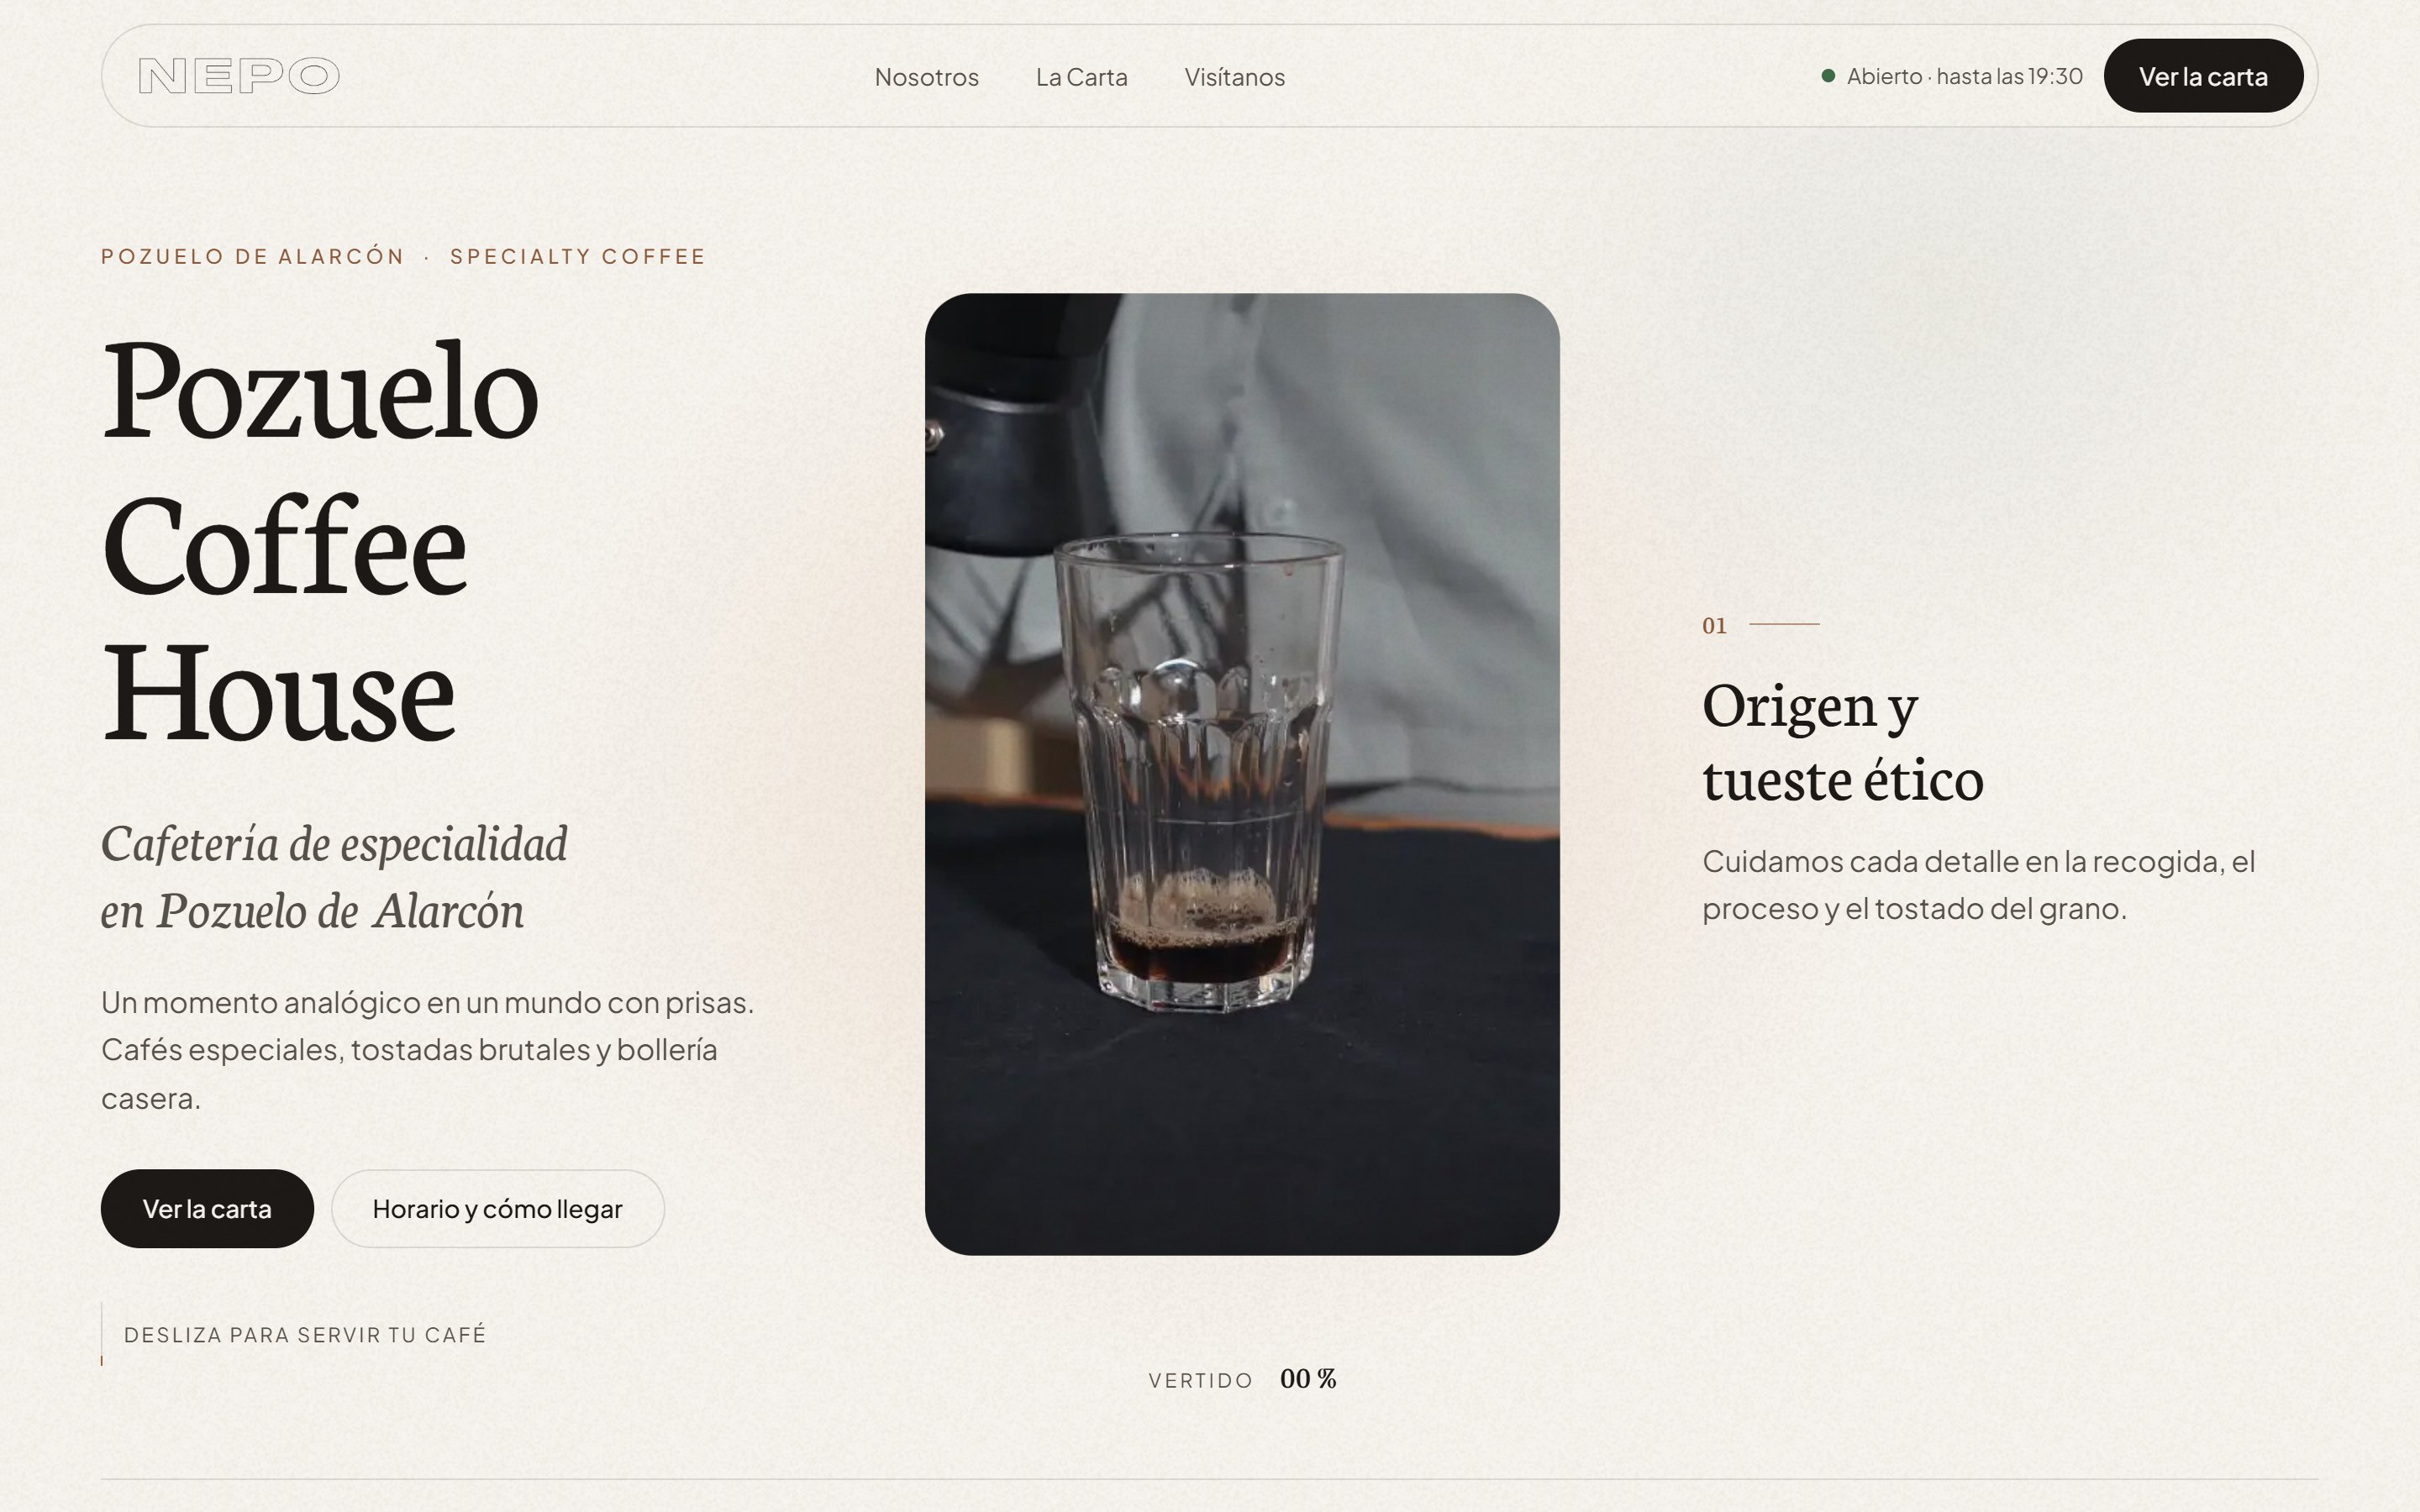 NEPO
Nosotros
La Carta
Visítanos
Abierto · hasta las 19:30
Ver la carta
POZUELO DE ALARCÓN · SPECIALTY COFFEE
Pozuelo
Coffee
House
Cafetería de especialidad
en Pozuelo de Alarcón
Un momento analógico en un mundo con prisas.
Cafés especiales, tostadas brutales y bollería
casera.
Ver la carta
Horario y cómo llegar
DESLIZA PARA SERVIR TU CAFÉ
VERTIDO 00 %
01
Origen y
tueste ético
Cuidamos cada detalle en la recogida, el
proceso y el tostado del grano.